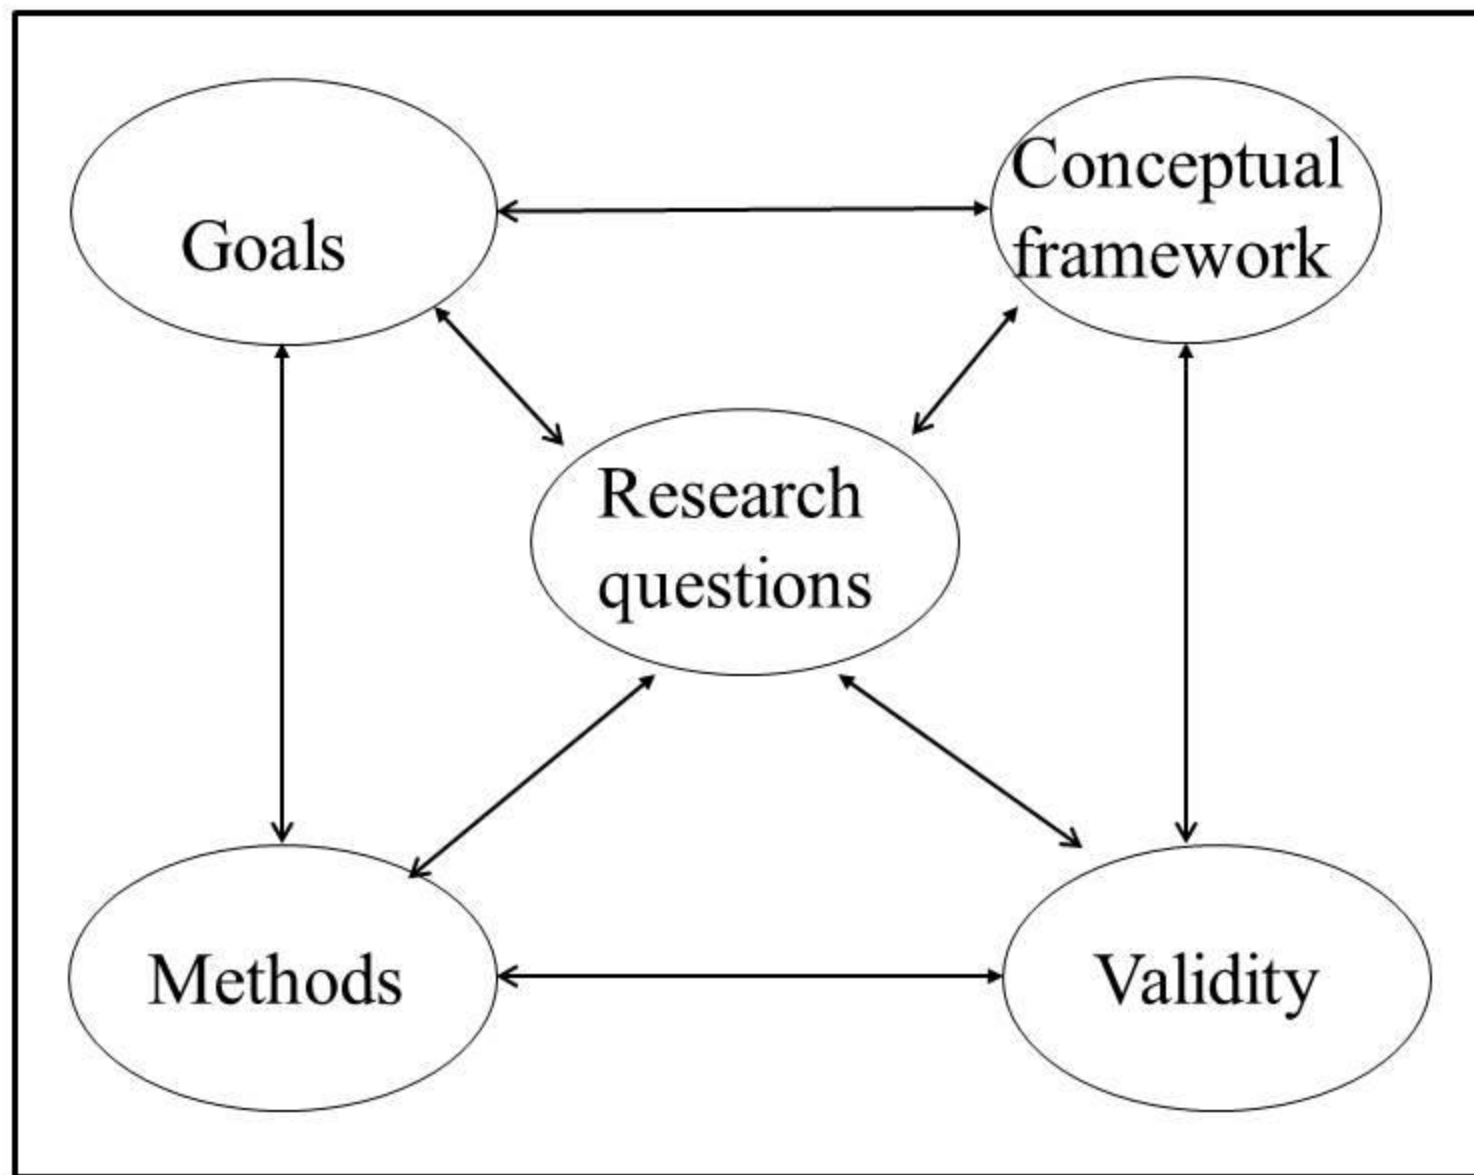 Goals
Conceptual
framework
Research
questions
Methods
Validity